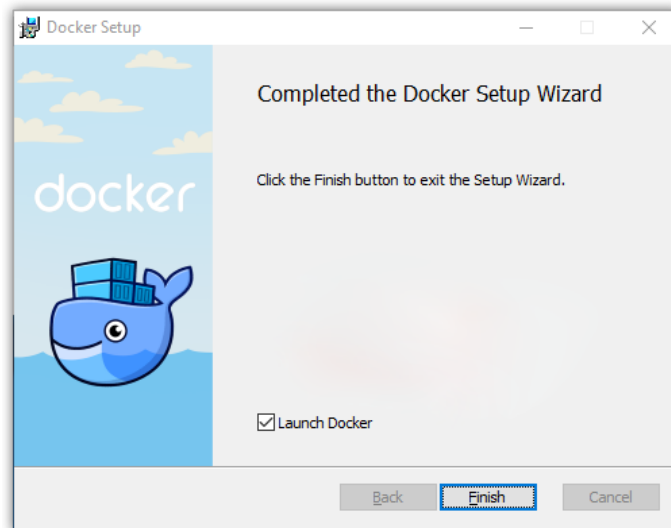 Docker Setup
Completed the Docker Setup Wizard
Click the Finish button to exit the Setup Wizard.
docker
Launch Docker
Back
Finish
Cancel